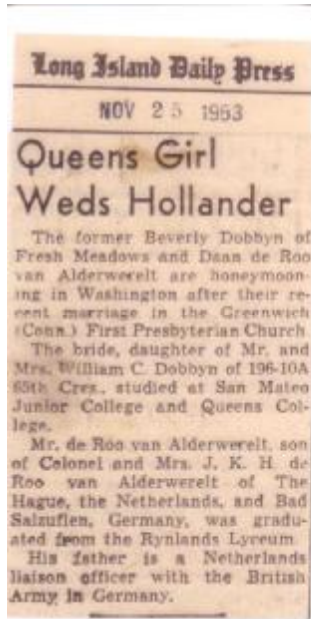 Long Island Daily Press
NOV 25 1953
Queens Girl
Weds Hollander
The former Beverly Dobbyn of
Fresh Meadows and Daan de Roo
van Alderwerelt are honeymoon-
ing in Washington after their re-
cent marriage in the Greenwich
(Conn.) First Presbyterian Church
The bride, daughter of Mr. and
Mrs. William C. Dobbyn of 196-10A
65th Cres., studied at San Mateo
Junior College and Queens Col-
lege.
Mr. de Roo van Alderwerelt, son
of Colonel and Mrs. J. K. H. de
Roo van Alderwerelt of The
Hague, the Netherlands, and Bad
Salzuflen, Germany, was gradu-
ated from the Rynlands Lyceum.
His father is a Netherlands
liaison officer with the British
Army in Germany.